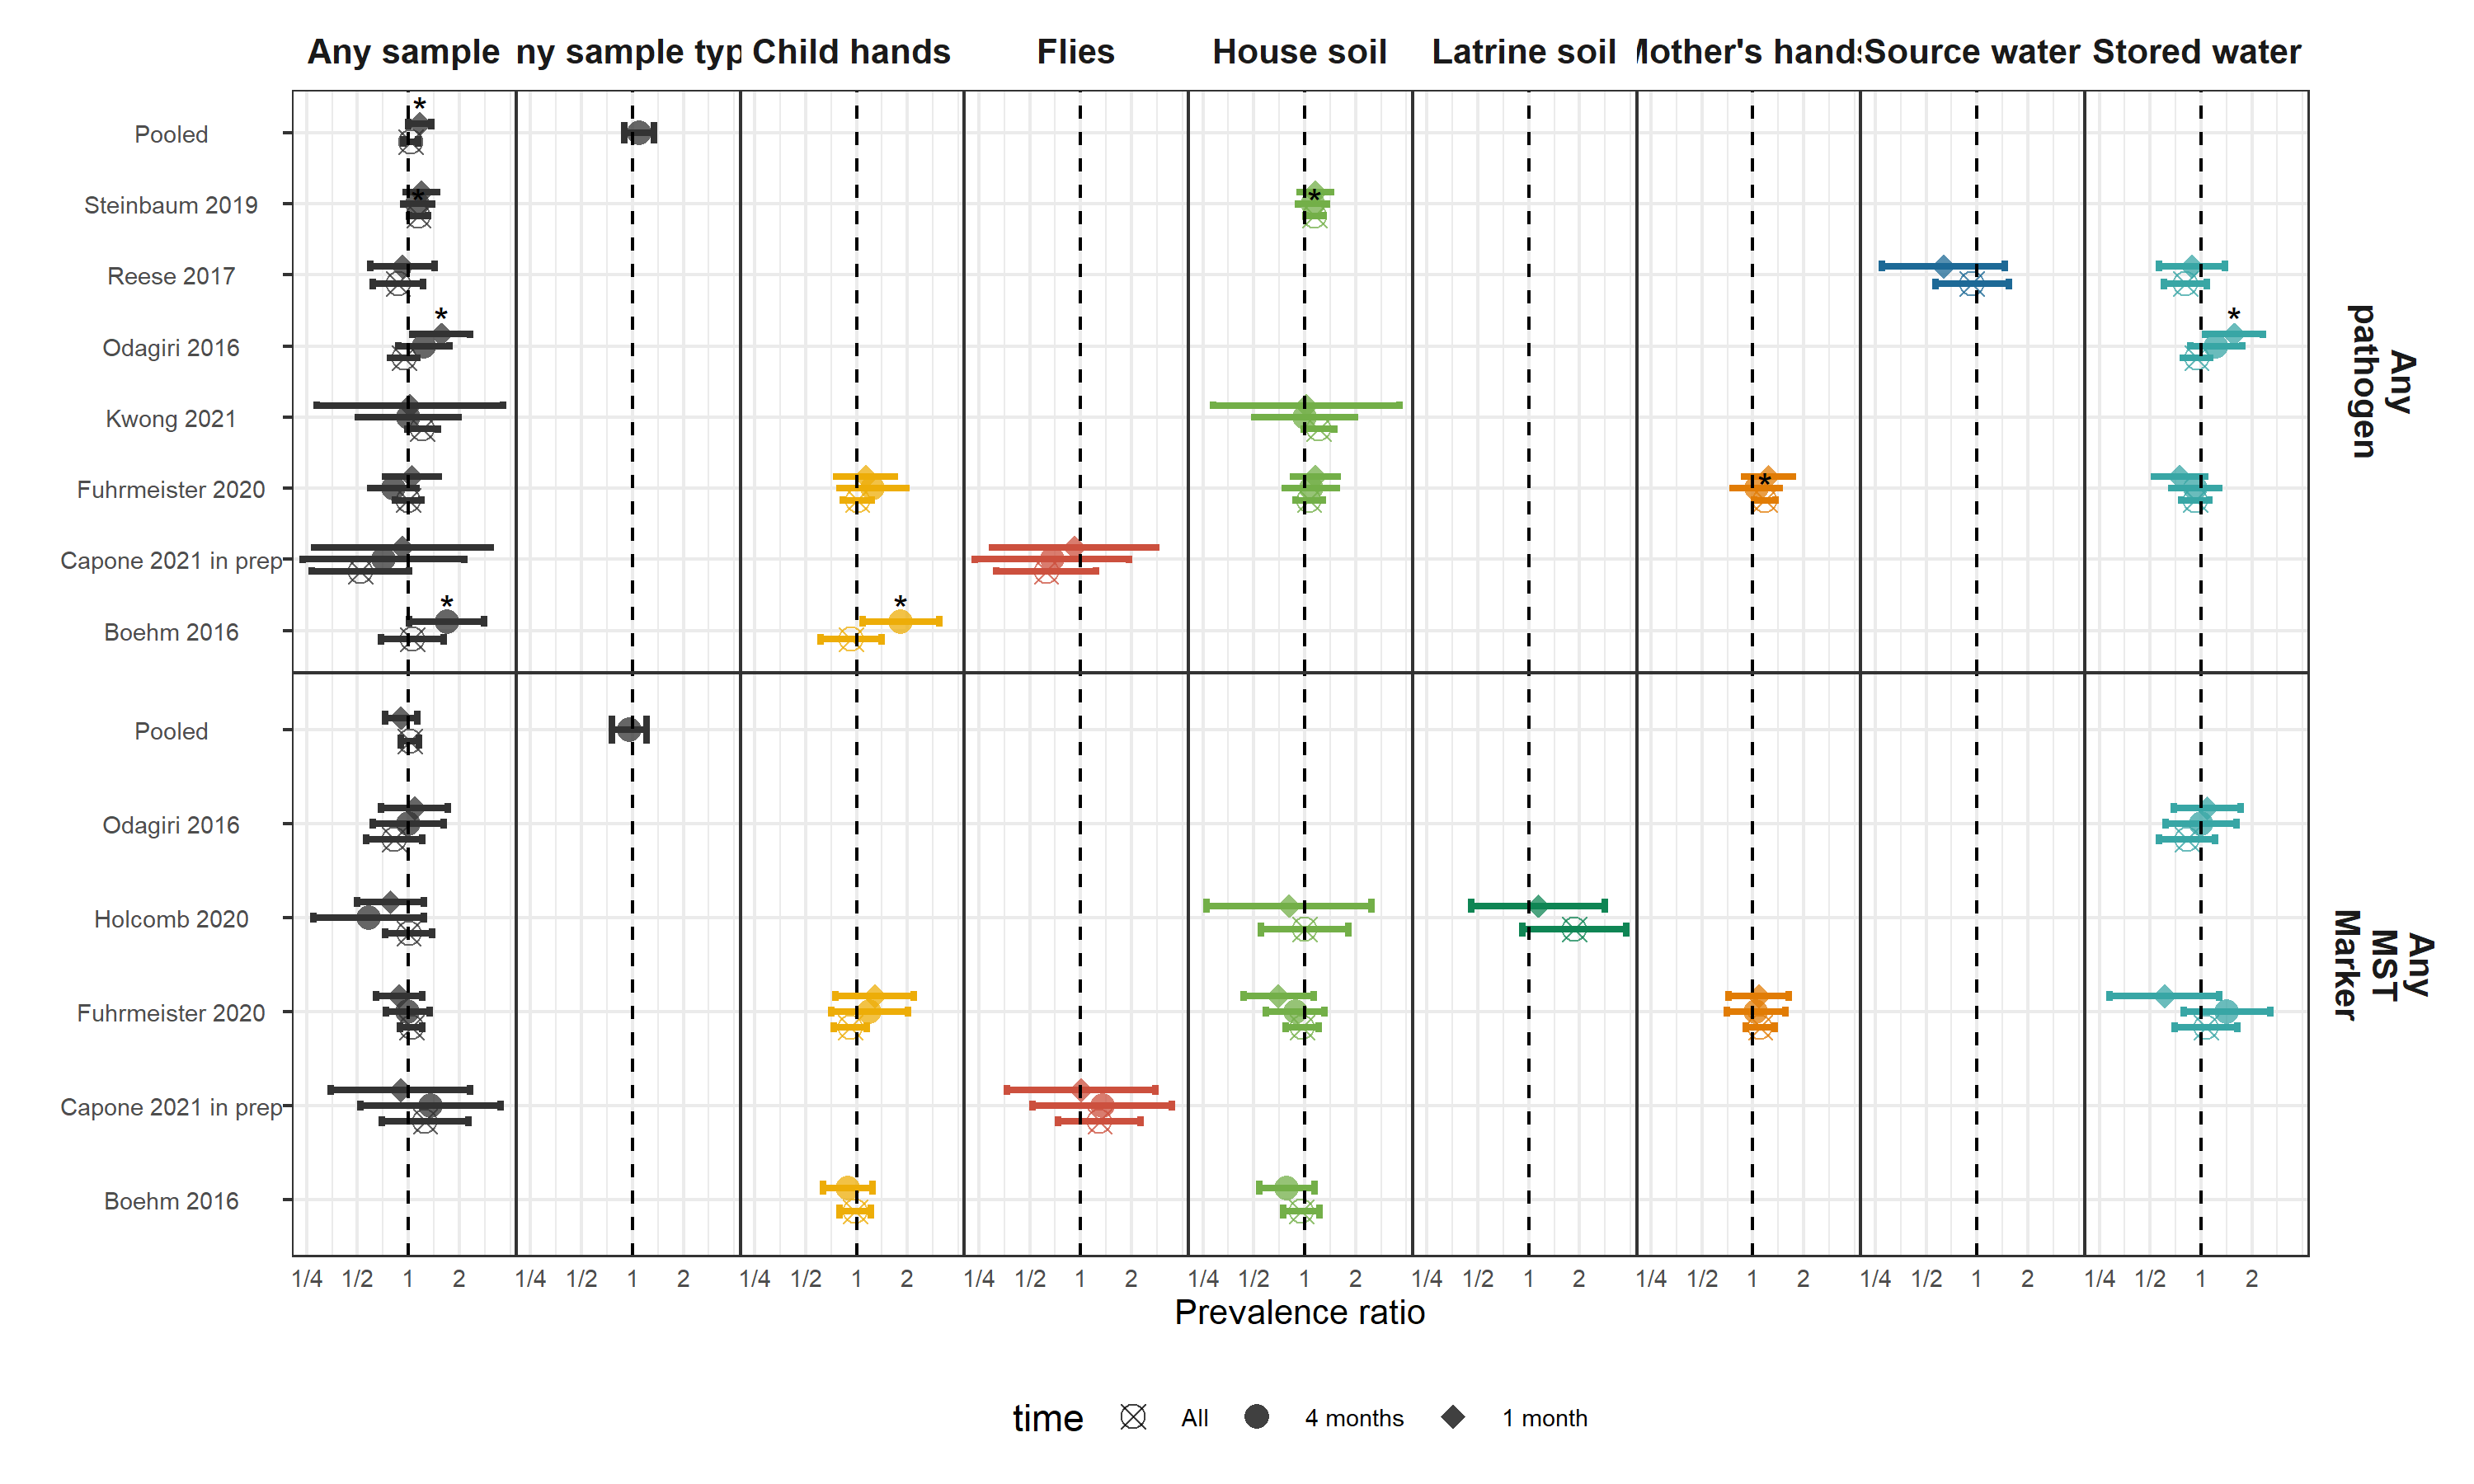 Any sample ny sample typ Child hands Flies House soil Latrine soil Mother's hands Source water Stored water
*
Pooled
Steinbaum 2019 * *
Reese 2017
* *
Odagiri 2016
Kwong 2021
Fuhrmeister 2020 *
Capone 2021 in prep
* *
Boehm 2016
Any
pathogen
Pooled
Odagiri 2016
Holcomb 2020
Fuhrmeister 2020
Capone 2021 in prep
Boehm 2016
Any
MST
Marker
1/4 1/2 1 2 1/4 1/2 1 2 1/4 1/2 1 2 1/4 1/2 1 2 1/4 1/2 1 2 1/4 1/2 1 2 1/4 1/2 1 2 1/4 1/2 1 2 1/4 1/2 1 2
Prevalence ratio
time All 4 months 1 month